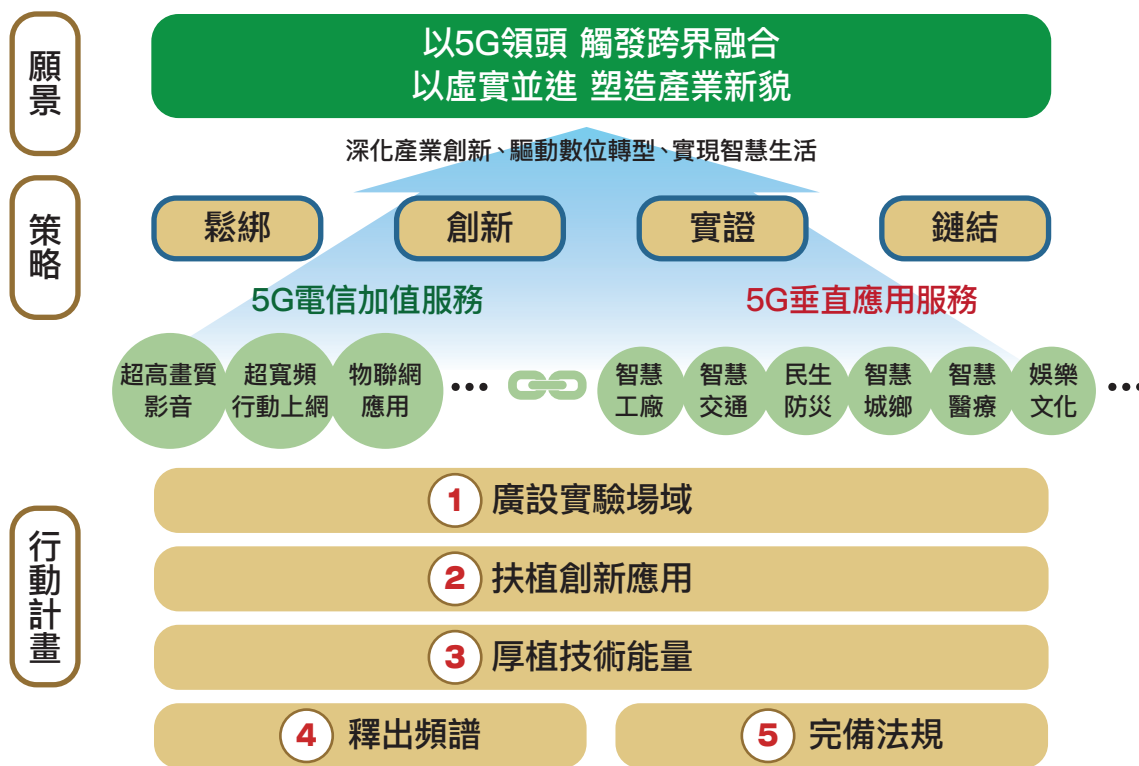 願景
以5G領頭 觸發跨界融合
以虛實並進 塑造產業新貌
深化產業創新、驅動數位轉型、實現智慧生活
策略
鬆綁
創新
實證
鏈結
5G電信加值服務
5G垂直應用服務
超高畫質
影音
超寬頻
行動上網
物聯網
應用
•••
智慧
工廠
智慧
交通
民生
防災
智慧
城鄉
智慧
醫療
娛樂
文化
•••
行動計畫
1 廣設實驗場域
2 扶植創新應用
3 厚植技術能量
4 釋出頻譜
5 完備法規